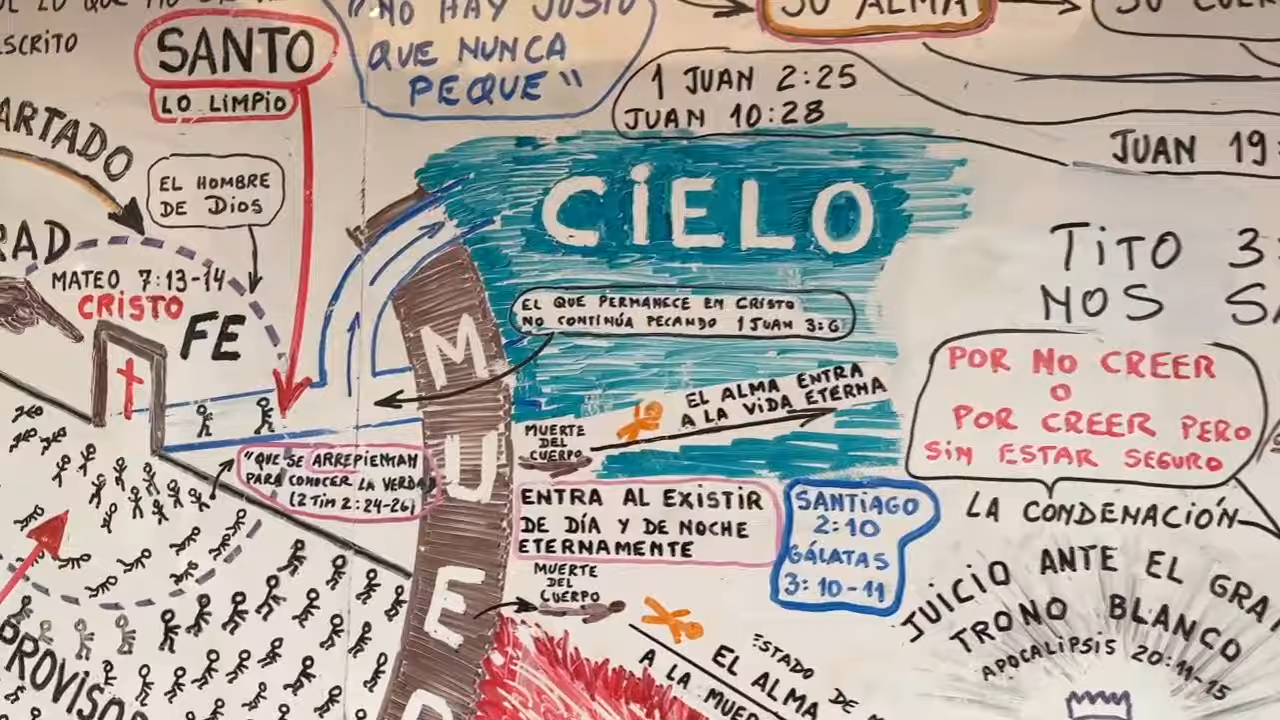 ESCRITO
SANTO
LO LIMPIO
"NO HAY JUSTO
QUE NUNCA
PEQUE"
SU ALMA
1 JUAN 2:25
JUAN 10:28
JUAN 19:
ARTADO
EL HOMBRE
DE DIOS
RAD
MATEO 7:13-14
CRISTO
FE
CIELO
EL QUE PERMANECE EN CRISTO
NO CONTINÚA PECANDO 1 JUAN 3:6
TITO 3:
NOS SA
POR NO CREER
O
POR CREER PERO
SIN ESTAR SEGURO
LA CONDENACIÓN
MUER
EL ALMA ENTRA
A LA VIDA ETERNA
MUERTE
DEL
CUERPO
"QUE SE ARREPIENTAN
PARA CONOCER LA VERDAD
(2 TIM 2:24-26)
ENTRA AL EXISTIR
DE DÍA Y DE NOCHE
ETERNAMENTE
SANTIAGO
2:10
GÁLATAS
3:10-11
MUERTE
DEL
CUERPO
JUICIO ANTE EL GRA
TRONO BLANCO
APOCALIPSIS 20:11-15
ESTADO DE
EL ALMA
A LA MUER
PROVISO